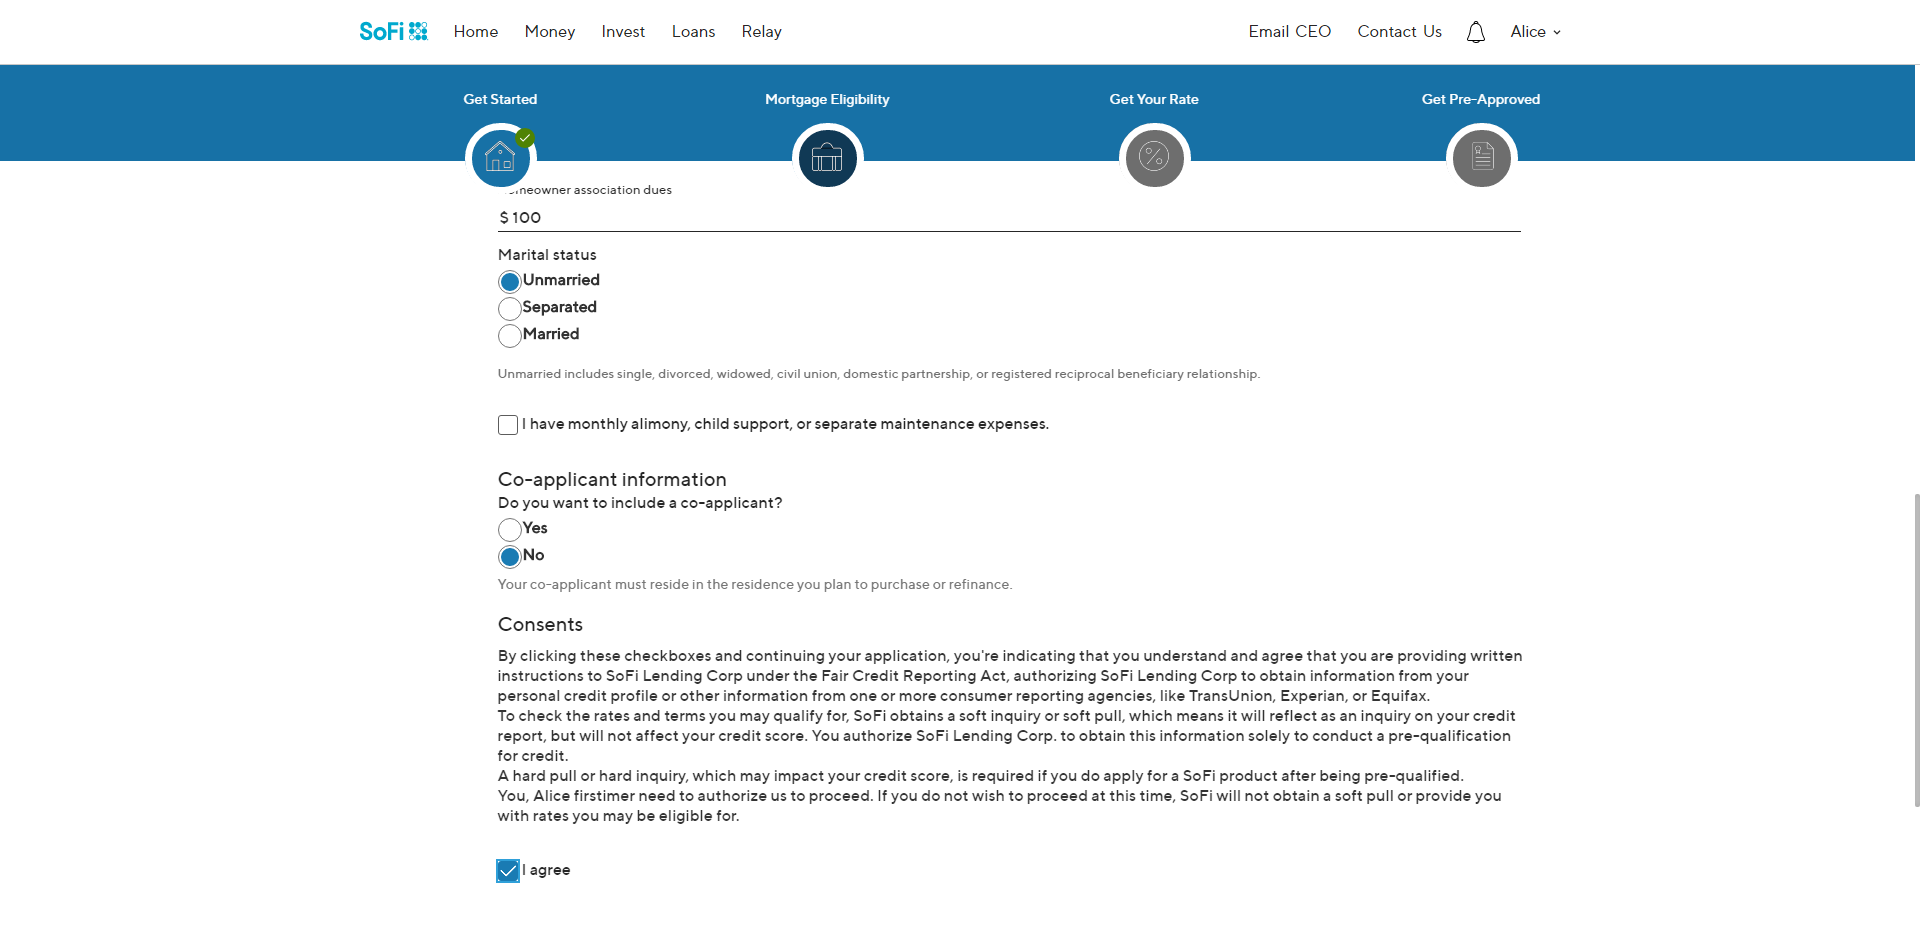 SoFi Home Money Invest Loans Relay Email CEO Contact Us Alice
Get Started Mortgage Eligibility Get Your Rate Get Pre-Approved
association dues
$ 100
Marital status
Unmarried
Separated
Married
Unmarried includes single, divorced, widowed, civil union, domestic partnership, or registered reciprocal beneficiary relationship.
I have monthly alimony, child support, or separate maintenance expenses.
Co-applicant information
Do you want to include a co-applicant?
Yes
No
Your co-applicant must reside in the residence you plan to purchase or refinance.
Consents
By clicking these checkboxes and continuing your application, you're indicating that you understand and agree that you are providing written
instructions to SoFi Lending Corp under the Fair Credit Reporting Act, authorizing SoFi Lending Corp to obtain information from your
personal credit profile or other information from one or more consumer reporting agencies, like TransUnion, Experian, or Equifax.
To check the rates and terms you may qualify for, SoFi obtains a soft inquiry or soft pull, which means it will reflect as an inquiry on your credit
report, but will not affect your credit score. You authorize SoFi Lending Corp. to obtain this information solely to conduct a pre-qualification
for credit.
A hard pull or hard inquiry, which may impact your credit score, is required if you do apply for a SoFi product after being pre-qualified.
You, Alice firstimer need to authorize us to proceed. If you do not wish to proceed at this time, SoFi will not obtain a soft pull or provide you
with rates you may be eligible for.
I agree